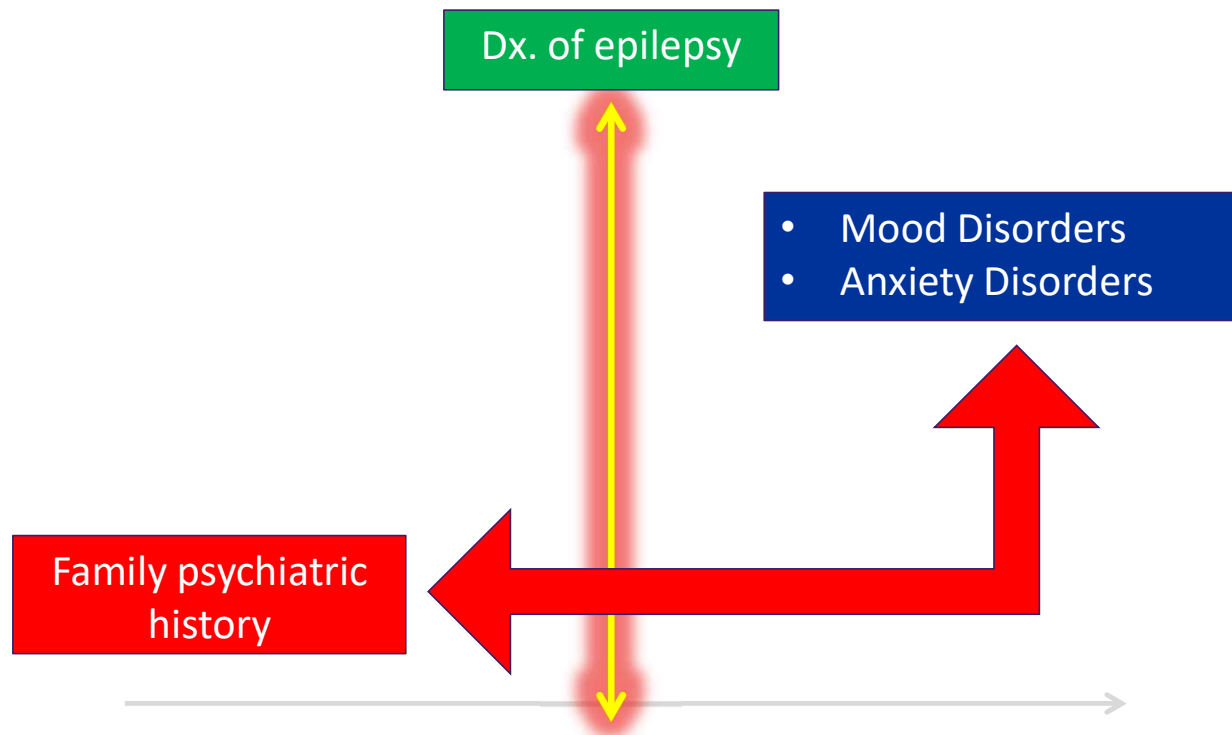 Dx. of epilepsy
• Mood Disorders
• Anxiety Disorders
Family psychiatric
history